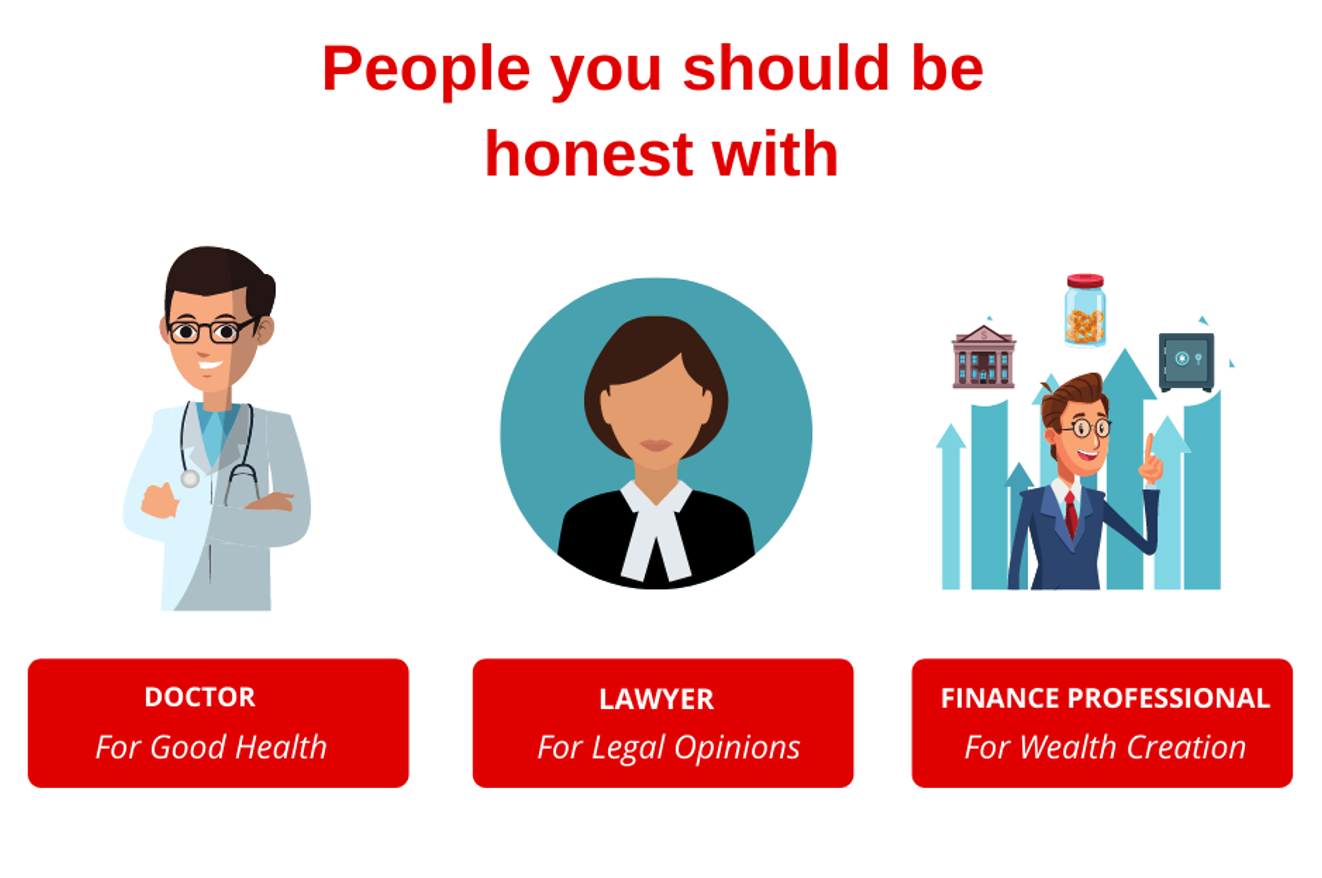 People you should be
honest with
$
DOCTOR
For Good Health
LAWYER
For Legal Opinions
FINANCE PROFESSIONAL
For Wealth Creation